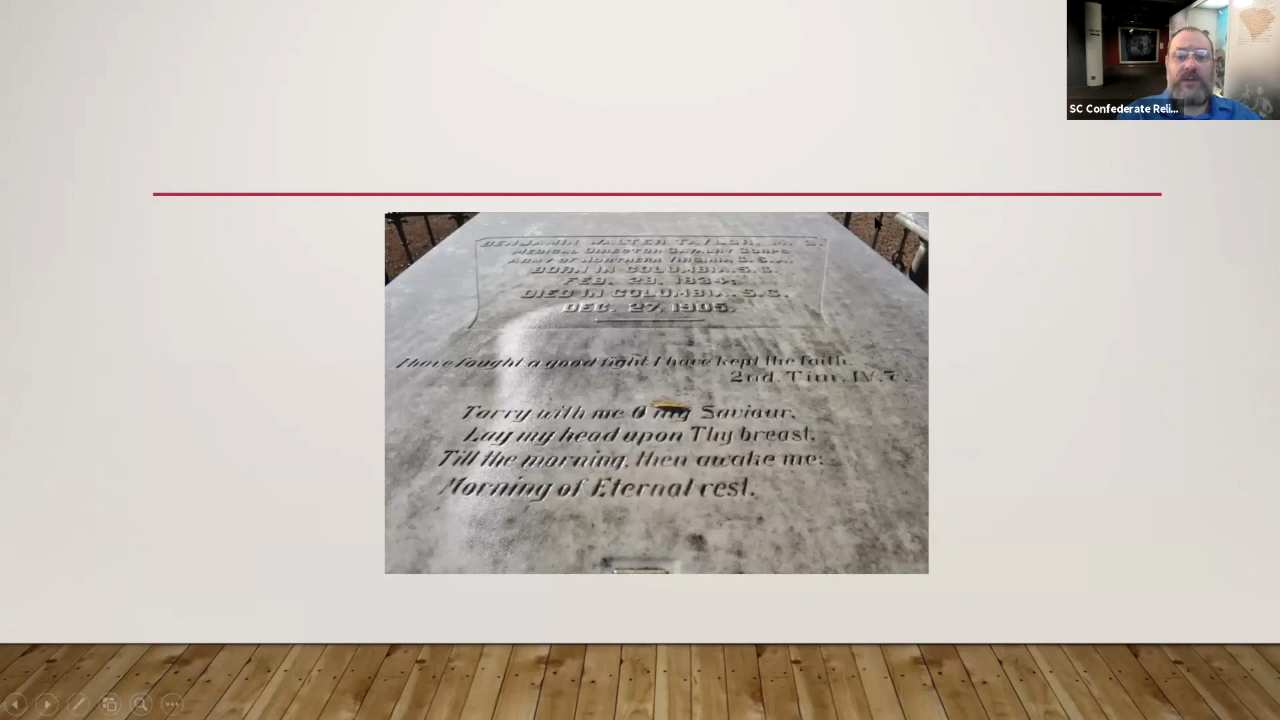 SC Confederate Reli...
BENJAMIN WALTER TAYLOR, M. D.
MEDICAL DIRECTOR CAVALRY CORPS
ARMY OF NORTHERN VIRGINIA C. S. A.
BORN IN COLUMBIA, S. C.
FEB. 28, 1834;
DIED IN COLUMBIA, S. C.
DEC. 27, 1905.
I have fought a good fight, I have kept the faith.
2nd. Tim. IV. 7.
Tarry with me O my Saviour,
Lay my head upon Thy breast,
Till the morning, then awake me;
Morning of Eternal rest.